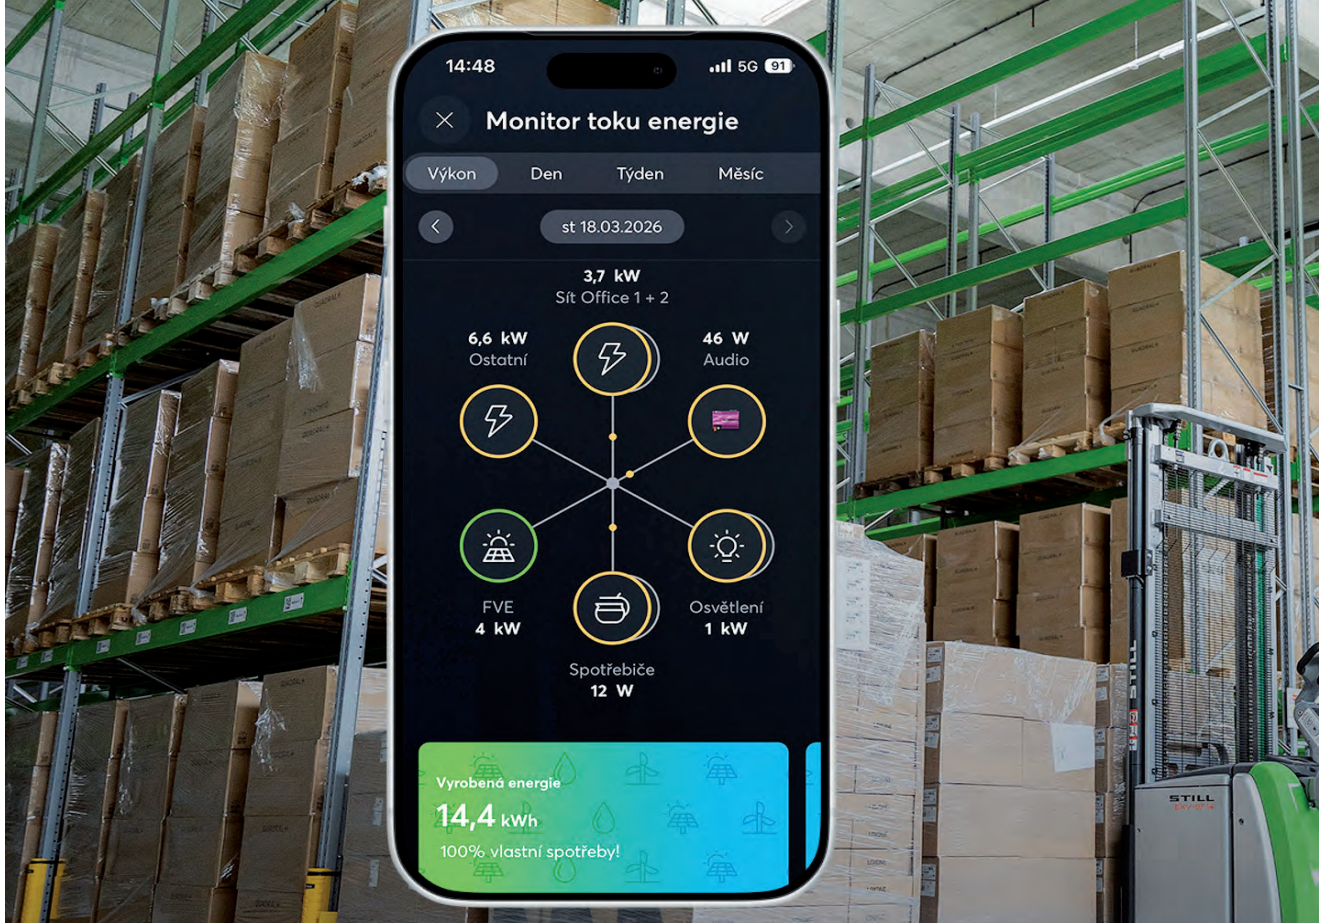 14:48
5G 91
Monitor toku energie
Výkon Den Týden Měsíc
st 18.03.2026
3,7 kW
Sít Office 1 + 2
6,6 kW
Ostatní
46 W
Audio
FVE
4 kW
Osvětlení
1 kW
Spotřebiče
12 W
Vyrobená energie
14,4 kWh
100% vlastní spotřeby!
STILL